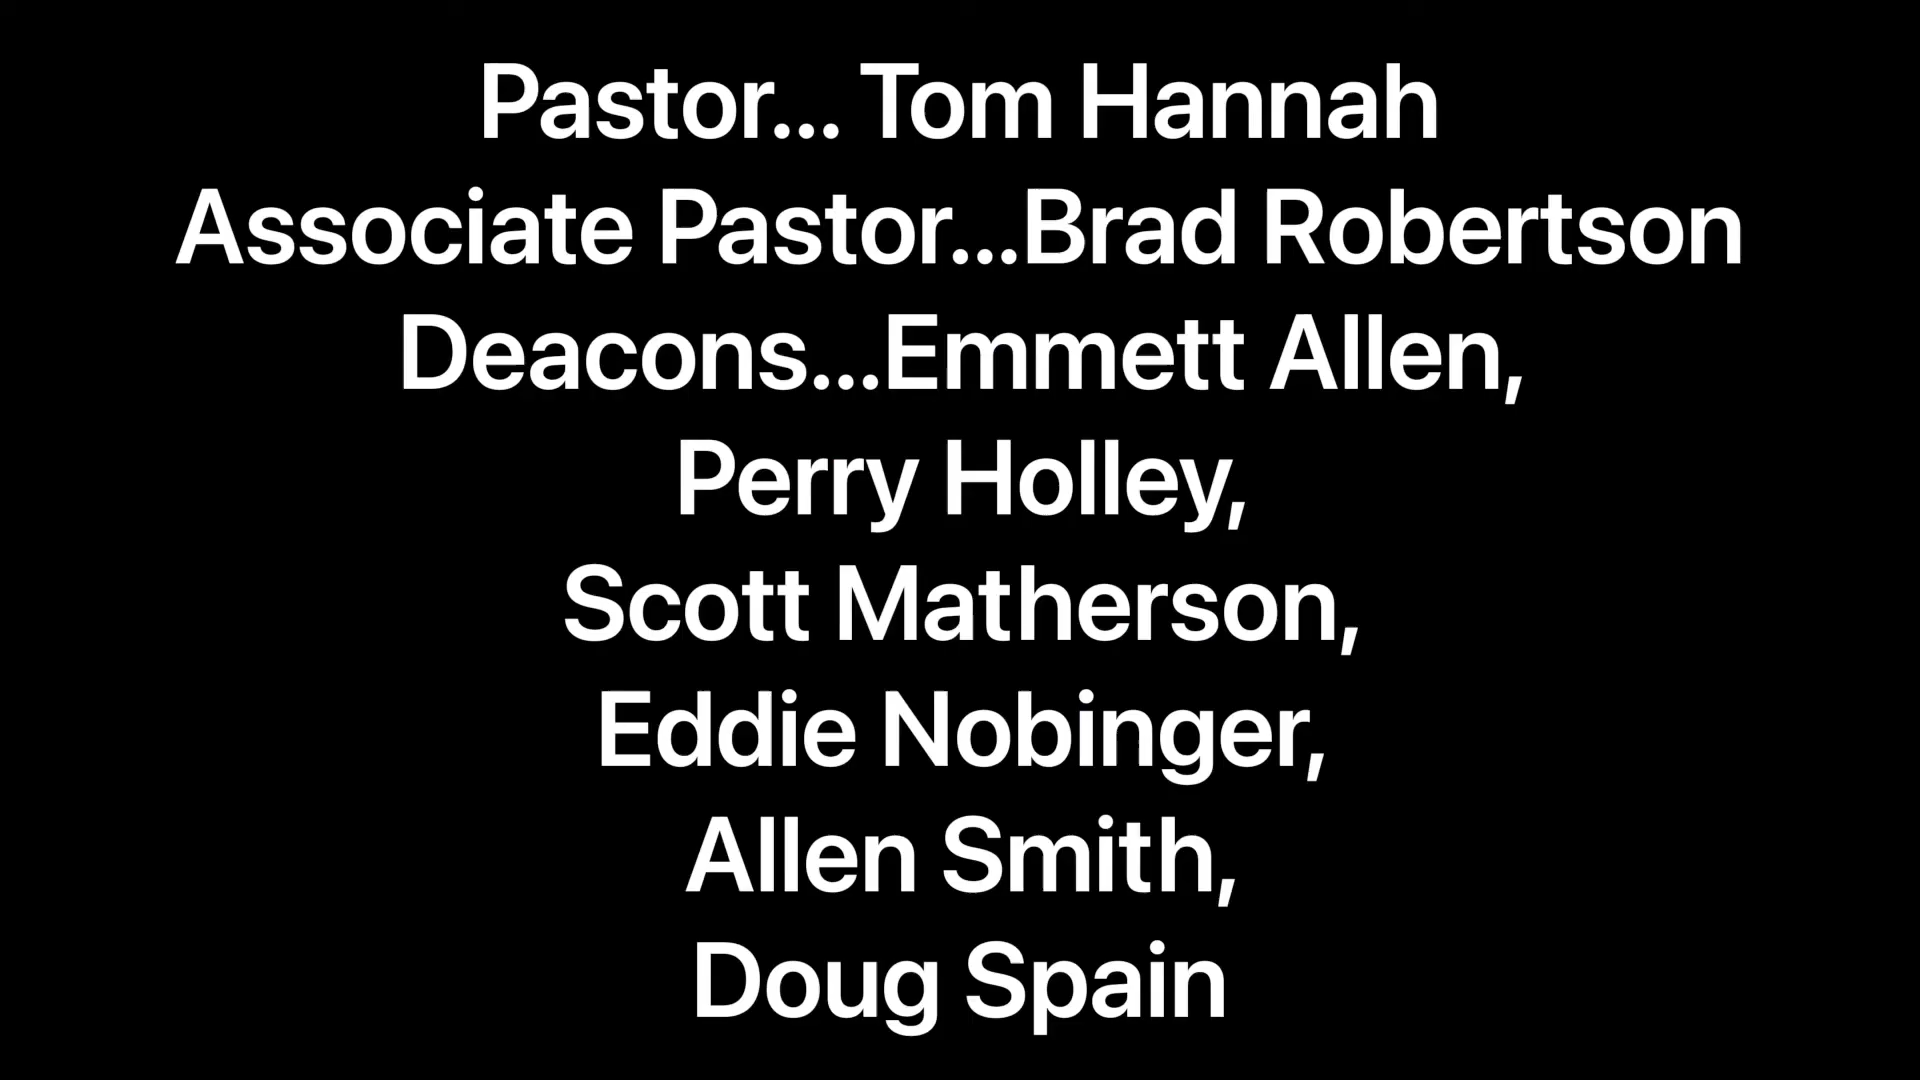 Pastor... Tom Hannah
Associate Pastor...Brad Robertson
Deacons...Emmett Allen,
Perry Holley,
Scott Matherson,
Eddie Nobinger,
Allen Smith,
Doug Spain